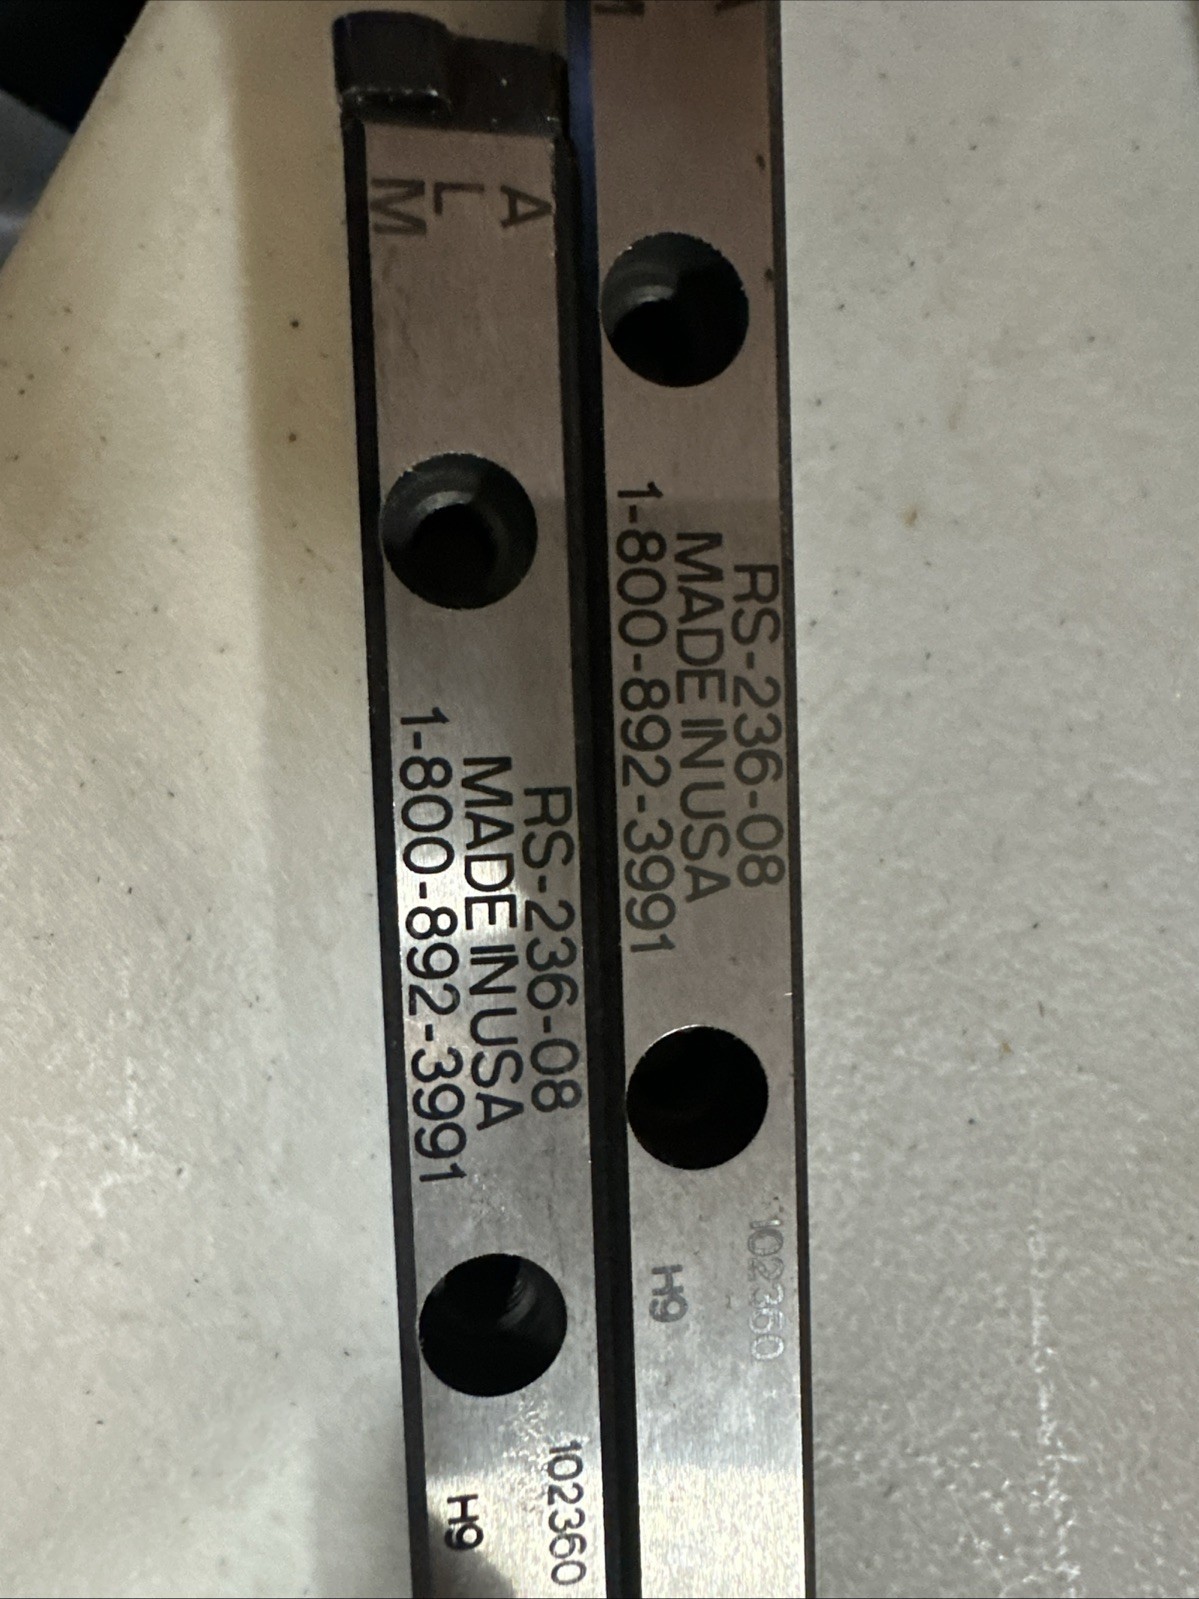 A
L
M
RS-236-08
MADE IN USA
1-800-892-3991
102360
H9
RS-236-08
MADE IN USA
1-800-892-3991
102360
H9